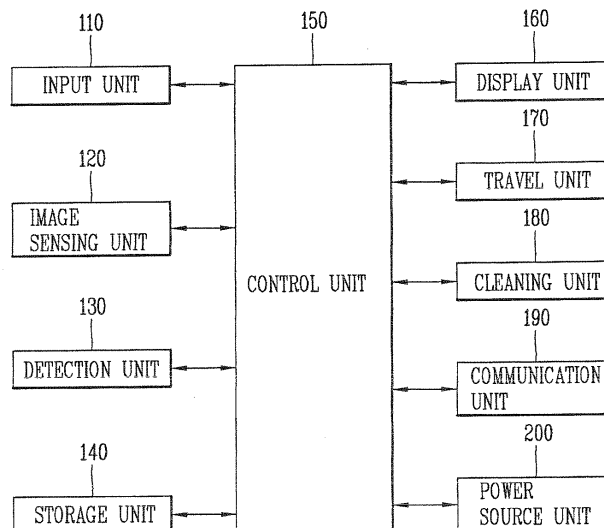 110
INPUT UNIT
120
IMAGE
SENSING UNIT
130
DETECTION UNIT
140
STORAGE UNIT
150
CONTROL UNIT
160
DISPLAY UNIT
170
TRAVEL UNIT
180
CLEANING UNIT
190
COMMUNICATION
UNIT
200
POWER
SOURCE UNIT